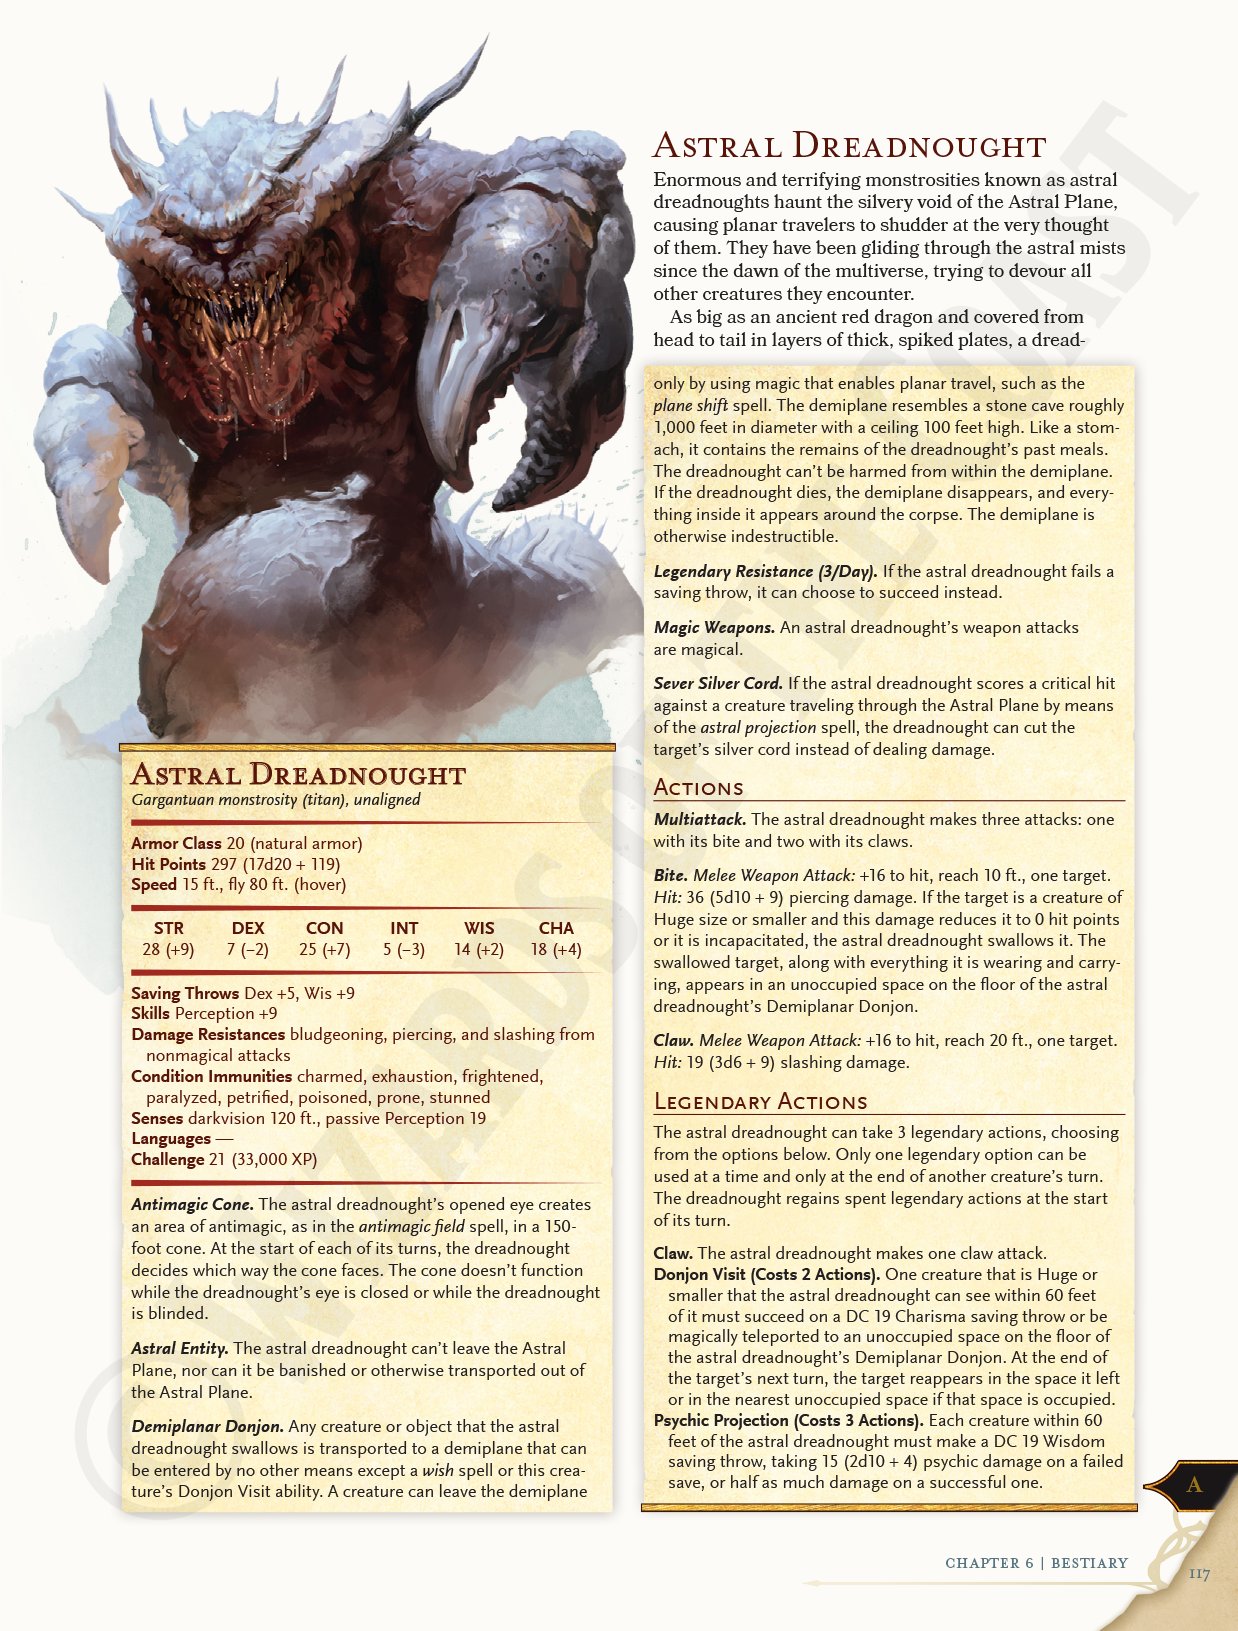 ASTRAL DREADNOUGHT
Enormous and terrifying monstrosities known as astral
dreadnoughts haunt the silvery void of the Astral Plane,
causing planar travelers to shudder at the very thought
of them. They have been gliding through the astral mists
since the dawn of the multiverse, trying to devour all
other creatures they encounter.
As big as an ancient red dragon and covered from
head to tail in layers of thick, spiked plates, a dread-
ASTRAL DREADNOUGHT
Gargantuan monstrosity (titan), unaligned
Armor Class 20 (natural armor)
Hit Points 297 (17d20 + 119)
Speed 15 ft., fly 80 ft. (hover)
STR DEX CON INT WIS CHA
28 (+9) 7 (−2) 25 (+7) 5 (−3) 14 (+2) 18 (+4)
Saving Throws Dex +5, Wis +9
Skills Perception +9
Damage Resistances bludgeoning, piercing, and slashing from
nonmagical attacks
Condition Immunities charmed, exhaustion, frightened,
paralyzed, petrified, poisoned, prone, stunned
Senses darkvision 120 ft., passive Perception 19
Languages —
Challenge 21 (33,000 XP)
Antimagic Cone. The astral dreadnought's opened eye creates
an area of antimagic, as in the antimagic field spell, in a 150-
foot cone. At the start of each of its turns, the dreadnought
decides which way the cone faces. The cone doesn't function
while the dreadnought's eye is closed or while the dreadnought
is blinded.
Astral Entity. The astral dreadnought can't leave the Astral
Plane, nor can it be banished or otherwise transported out of
the Astral Plane.
Demiplanar Donjon. Any creature or object that the astral
dreadnought swallows is transported to a demiplane that can
be entered by no other means except a wish spell or this crea-
ture's Donjon Visit ability. A creature can leave the demiplane
only by using magic that enables planar travel, such as the
plane shift spell. The demiplane resembles a stone cave roughly
1,000 feet in diameter with a ceiling 100 feet high. Like a stom-
ach, it contains the remains of the dreadnought's past meals.
The dreadnought can't be harmed from within the demiplane.
If the dreadnought dies, the demiplane disappears, and every-
thing inside it appears around the corpse. The demiplane is
otherwise indestructible.
Legendary Resistance (3/Day). If the astral dreadnought fails a
saving throw, it can choose to succeed instead.
Magic Weapons. An astral dreadnought's weapon attacks
are magical.
Sever Silver Cord. If the astral dreadnought scores a critical hit
against a creature traveling through the Astral Plane by means
of the astral projection spell, the dreadnought can cut the
target's silver cord instead of dealing damage.
ACTIONS
Multiattack. The astral dreadnought makes three attacks: one
with its bite and two with its claws.
Bite. Melee Weapon Attack: +16 to hit, reach 10 ft., one target.
Hit: 36 (5d10 + 9) piercing damage. If the target is a creature of
Huge size or smaller and this damage reduces it to 0 hit points
or it is incapacitated, the astral dreadnought swallows it. The
swallowed target, along with everything it is wearing and carry-
ing, appears in an unoccupied space on the floor of the astral
dreadnought's Demiplanar Donjon.
Claw. Melee Weapon Attack: +16 to hit, reach 20 ft., one target.
Hit: 19 (3d6 + 9) slashing damage.
LEGENDARY ACTIONS
The astral dreadnought can take 3 legendary actions, choosing
from the options below. Only one legendary option can be
used at a time and only at the end of another creature's turn.
The dreadnought regains spent legendary actions at the start
of its turn.
Claw. The astral dreadnought makes one claw attack.
Donjon Visit (Costs 2 Actions). One creature that is Huge or
smaller that the astral dreadnought can see within 60 feet
of it must succeed on a DC 19 Charisma saving throw or be
magically teleported to an unoccupied space on the floor of
the astral dreadnought's Demiplanar Donjon. At the end of
the target's next turn, the target reappears in the space it left
or in the nearest unoccupied space if that space is occupied.
Psychic Projection (Costs 3 Actions). Each creature within 60
feet of the astral dreadnought must make a DC 19 Wisdom
saving throw, taking 15 (2d10 + 4) psychic damage on a failed
save, or half as much damage on a successful one.
A
CHAPTER 6 | BESTIARY
117
© WIZARDS OF THE COAST